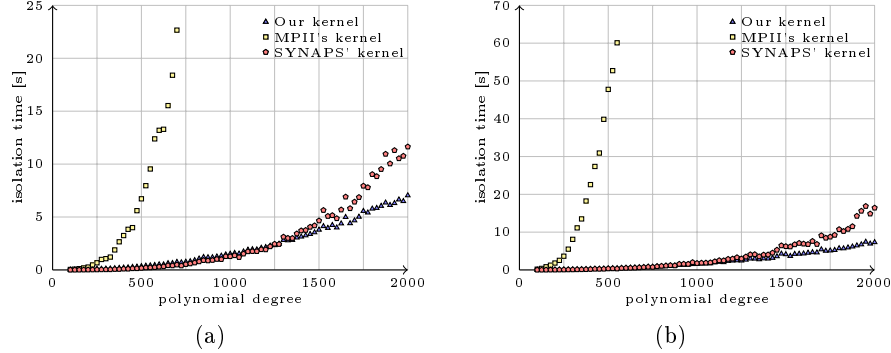 25
20
15
10
5
0
0
500
1000
1500
2000
isolation time [s]
polynomial degree
Our kernel
MPII's kernel
SYNAPS' kernel
(a)
70
60
50
40
30
20
10
0
0
500
1000
1500
2000
isolation time [s]
polynomial degree
Our kernel
MPII's kernel
SYNAPS' kernel
(b)